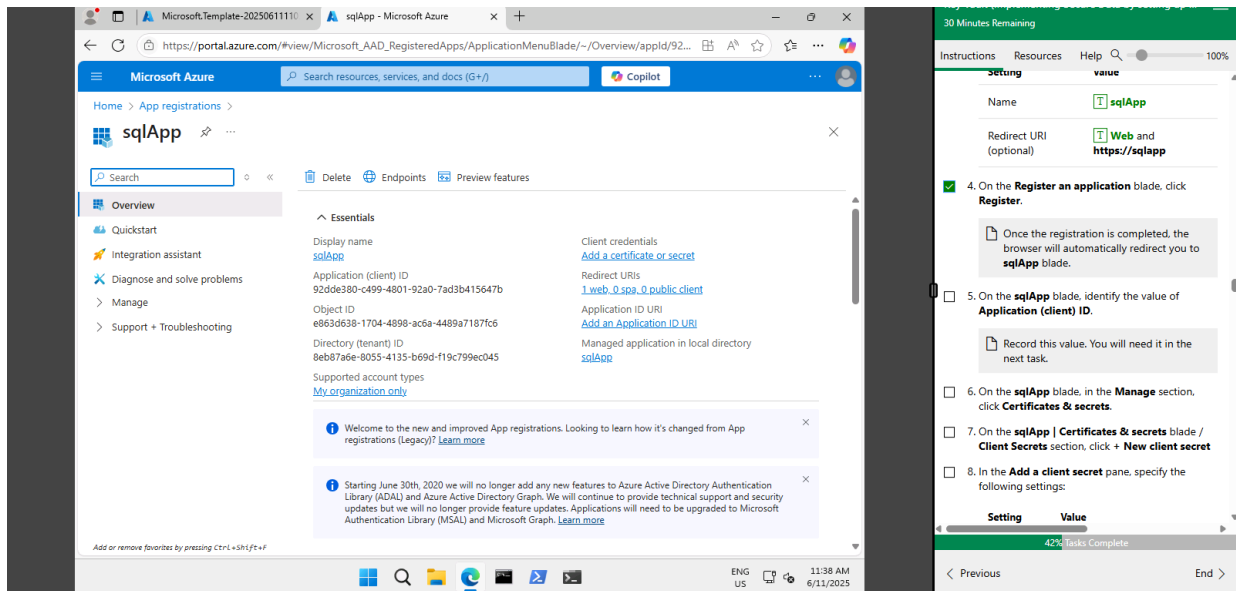 Microsoft.Template-20250611110
sqlApp - Microsoft Azure
https://portal.azure.com/#view/Microsoft_AAD_RegisteredApps/ApplicationMenuBlade/~/Overview/appId/92...
Microsoft Azure
Search resources, services, and docs (G+/)
Copilot
Home > App registrations >
sqlApp
Search
Delete
Endpoints
Preview features
Overview
Quickstart
Integration assistant
Diagnose and solve problems
Manage
Support + Troubleshooting
Essentials
Display name
sqlApp
Application (client) ID
92dde380-c499-4801-92a0-7ad3b415647b
Object ID
e863d638-1704-4898-ac6a-4489a7187fc6
Directory (tenant) ID
8eb87a6e-8055-4135-b69d-f19c799ec045
Supported account types
My organization only
Client credentials
Add a certificate or secret
Redirect URIs
1 web, 0 spa, 0 public client
Application ID URI
Add an Application ID URI
Managed application in local directory
sqlApp
Welcome to the new and improved App registrations. Looking to learn how it's changed from App
registrations (Legacy)? Learn more
Starting June 30th, 2020 we will no longer add any new features to Azure Active Directory Authentication
Library (ADAL) and Azure Active Directory Graph. We will continue to provide technical support and security
updates but we will no longer provide feature updates. Applications will need to be upgraded to Microsoft
Authentication Library (MSAL) and Microsoft Graph. Learn more
Add or remove favorites by pressing Ctrl+Shift+F
ENG
US
11:38 AM
6/11/2025
30 Minutes Remaining
Instructions
Resources
Help
100%
Setting Value
Name
T sqlApp
Redirect URI
(optional)
T Web and
https://sqlapp
4. On the Register an application blade, click
Register.
Once the registration is completed, the
browser will automatically redirect you to
sqlApp blade.
5. On the sqlApp blade, identify the value of
Application (client) ID.
Record this value. You will need it in the
next task.
6. On the sqlApp blade, in the Manage section,
click Certificates & secrets.
7. On the sqlApp | Certificates & secrets blade /
Client Secrets section, click + New client secret
8. In the Add a client secret pane, specify the
following settings:
Setting Value
42% Tasks Complete
Previous
End